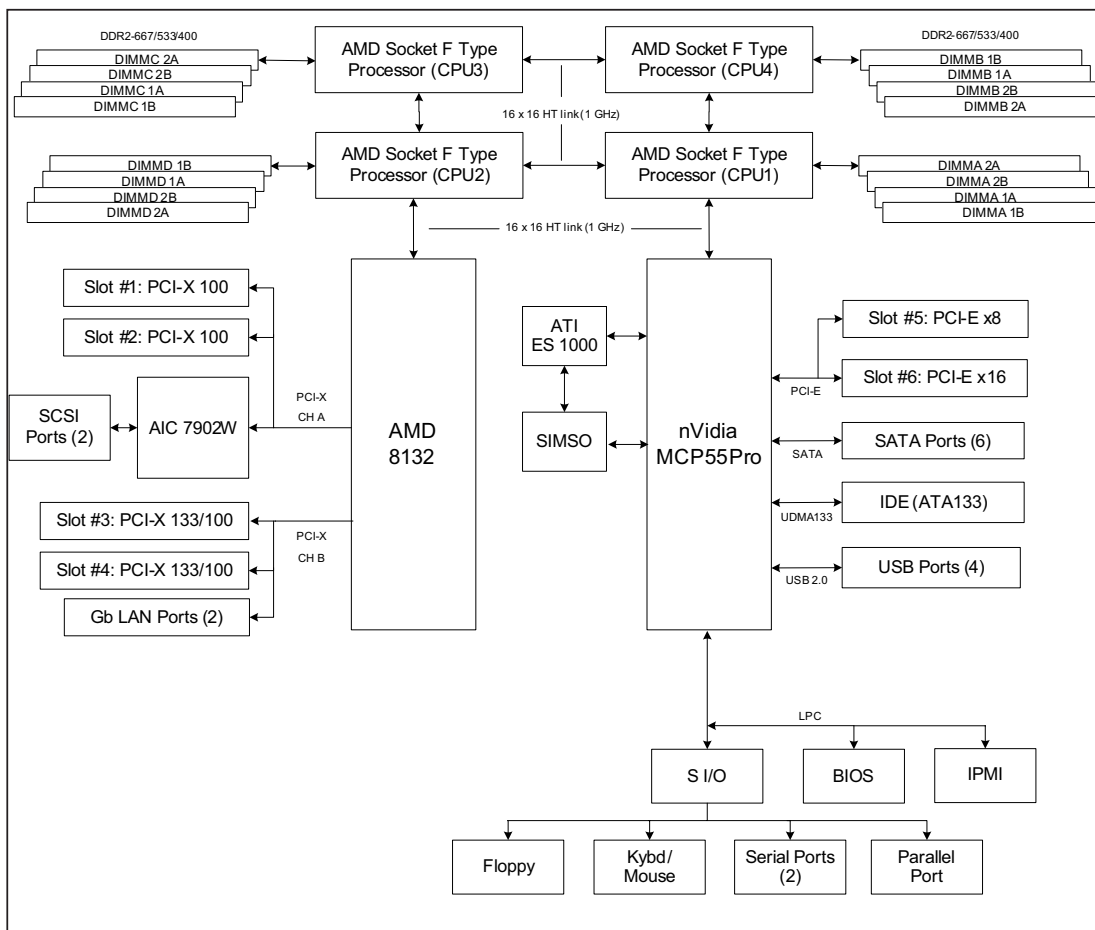 DDR2-667/533/400
DIMMC 2A
DIMMC 2B
DIMMC 1A
DIMMC 1B
AMD Socket F Type
Processor (CPU3)
AMD Socket F Type
Processor (CPU4)
DDR2-667/533/400
DIMMB 1B
DIMMB 1A
DIMMB 2B
DIMMB 2A
16 x 16 HT link (1 GHz)
DIMMD 1B
DIMMD 1A
DIMMD 2B
DIMMD 2A
AMD Socket F Type
Processor (CPU2)
AMD Socket F Type
Processor (CPU1)
DIMMA 2A
DIMMA 2B
DIMMA 1A
DIMMA 1B
16 x 16 HT link (1 GHz)
Slot #1: PCI-X 100
Slot #2: PCI-X 100
SCSI
Ports (2)
AIC 7902W
PCI-X
CH A
Slot #3: PCI-X 133/100
Slot #4: PCI-X 133/100
Gb LAN Ports (2)
PCI-X
CH B
AMD
8132
ATI
ES 1000
SIMSO
nVidia
MCP55Pro
Slot #5: PCI-E x8
Slot #6: PCI-E x16
PCI-E
SATA Ports (6)
SATA
IDE (ATA133)
UDMA133
USB Ports (4)
USB 2.0
LPC
S I/O
BIOS
IPMI
Floppy
Kybd/
Mouse
Serial Ports
(2)
Parallel
Port